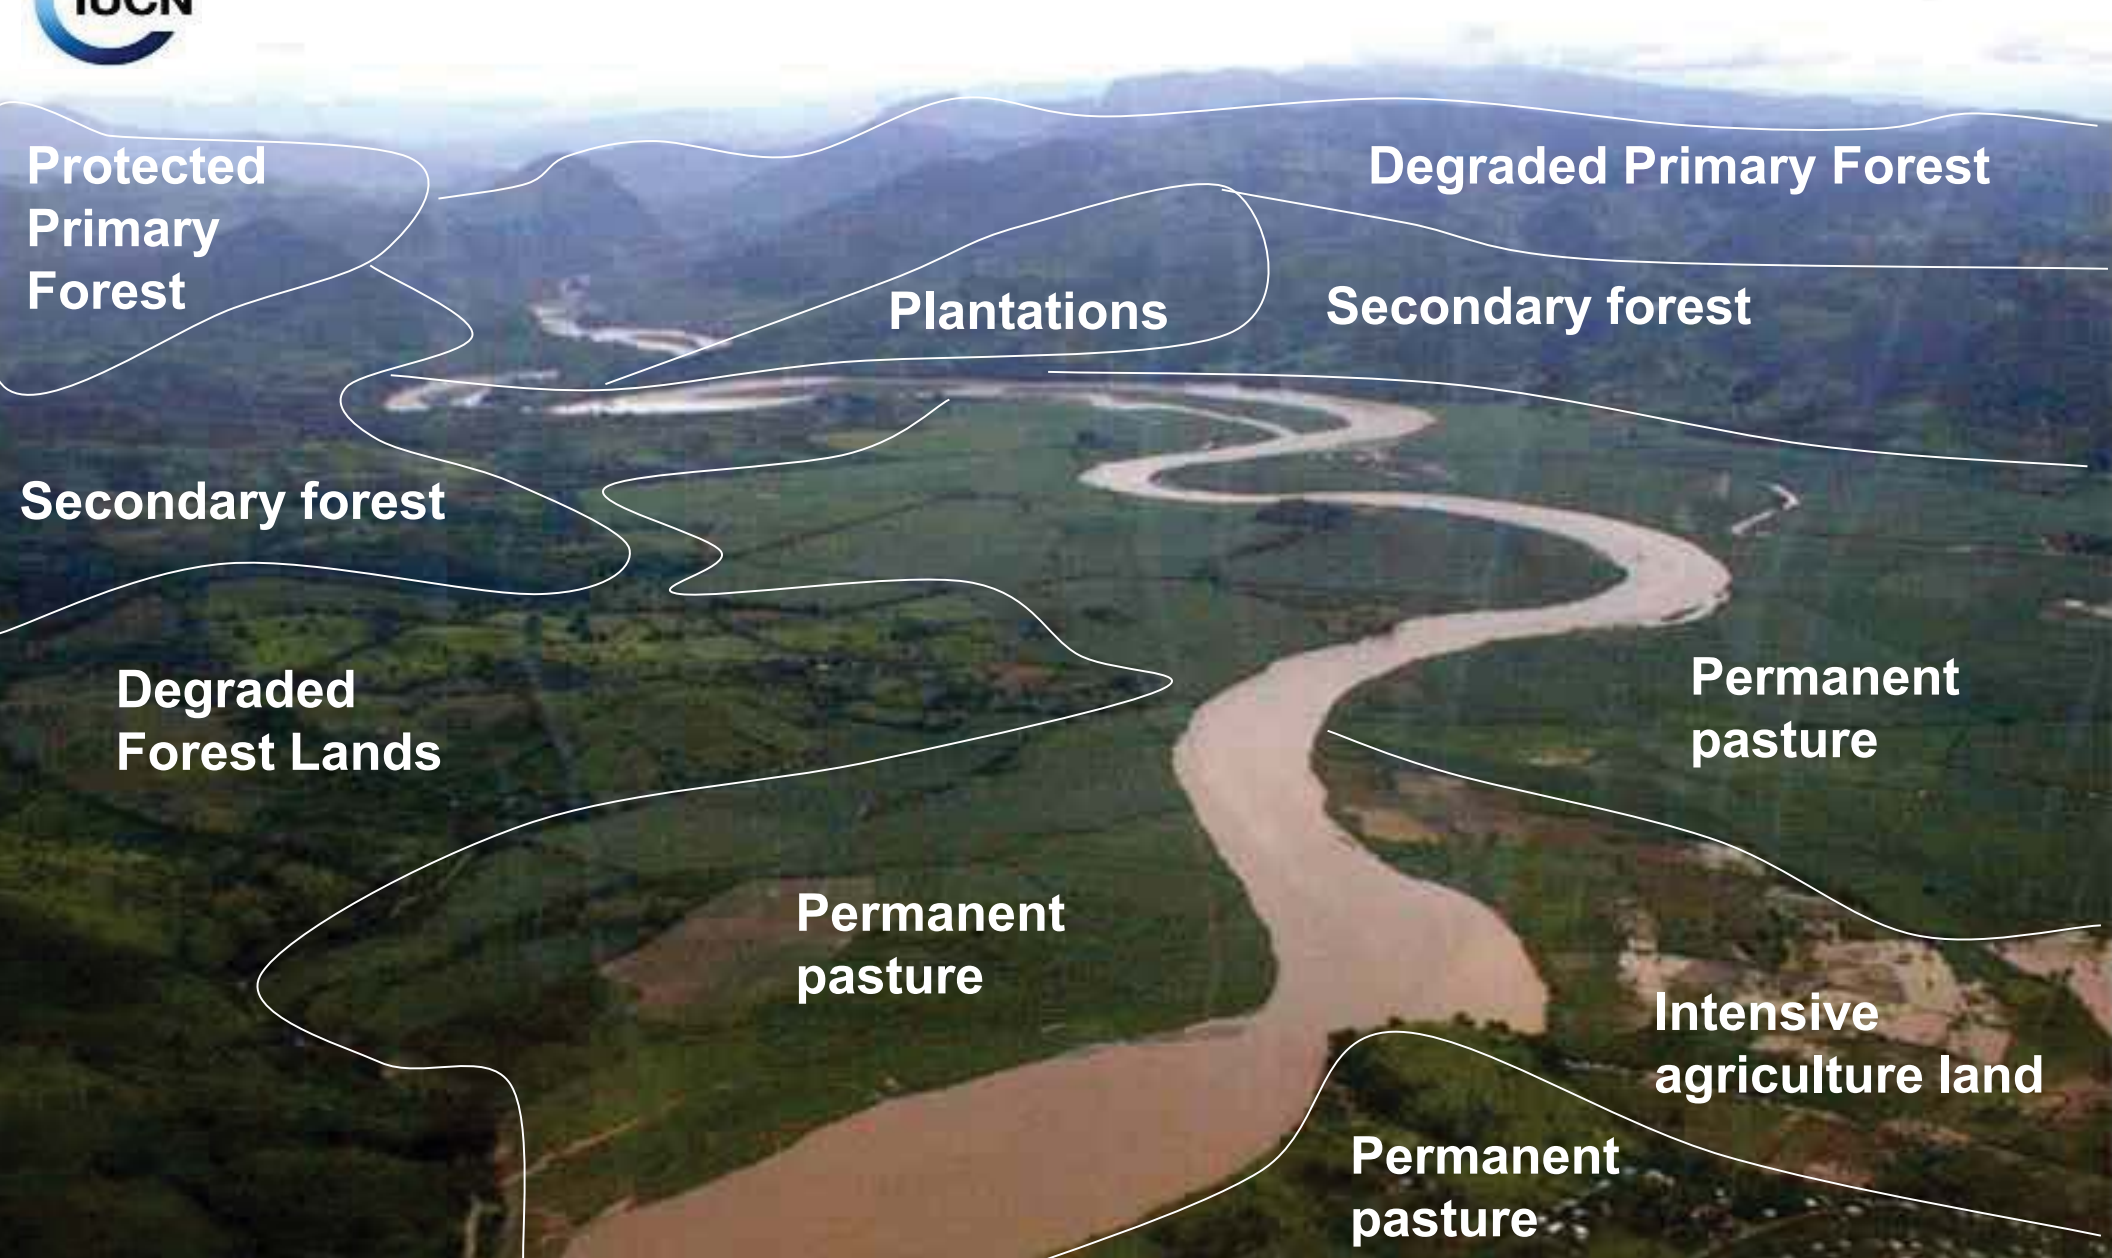 IUCN
Protected
Primary
Forest
Degraded Primary Forest
Plantations
Secondary forest
Secondary forest
Degraded
Forest Lands
Permanent
pasture
Permanent
pasture
Intensive
agriculture land
Permanent
pasture